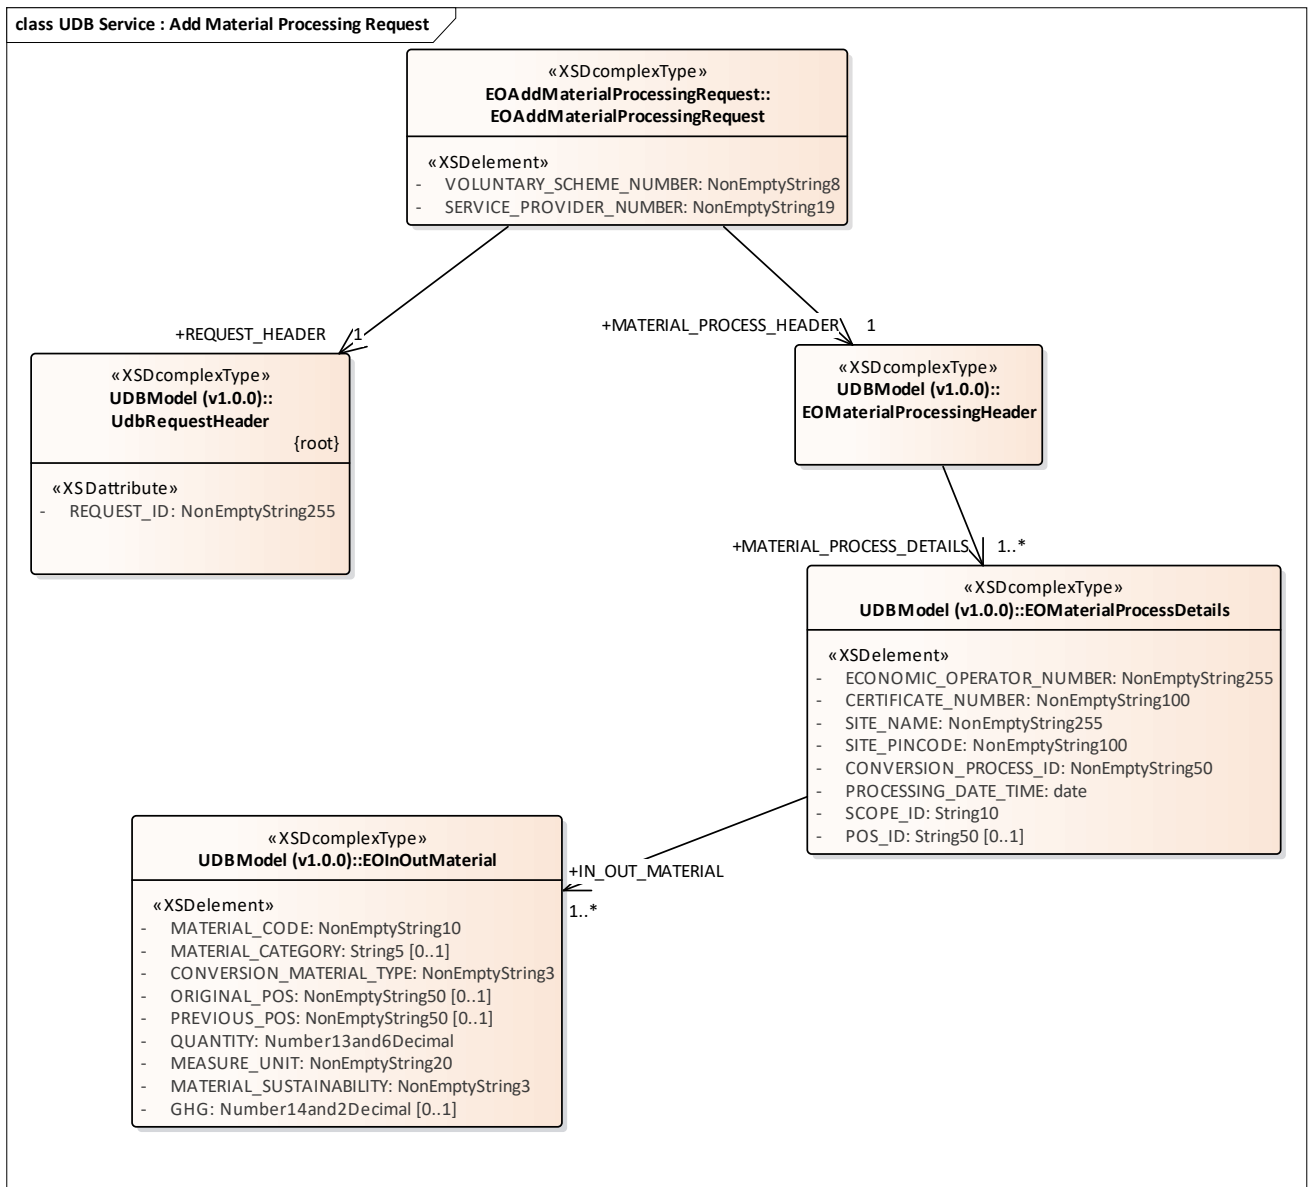 class UDB Service : Add Material Processing Request
«XSDcomplexType»
EOAddMaterialProcessingRequest::
EOAddMaterialProcessingRequest
«XSDelement»
- VOLUNTARY_SCHEME_NUMBER: NonEmptyString8
- SERVICE_PROVIDER_NUMBER: NonEmptyString19
+REQUEST_HEADER 1
+MATERIAL_PROCESS_HEADER 1
«XSDcomplexType»
UDBModel (v1.0.0)::
UdbRequestHeader
{root}
«XSDattribute»
- REQUEST_ID: NonEmptyString255
«XSDcomplexType»
UDBModel (v1.0.0)::
EOMaterialProcessingHeader
+MATERIAL_PROCESS_DETAILS 1..*
«XSDcomplexType»
UDBModel (v1.0.0)::EOMaterialProcessDetails
«XSDelement»
- ECONOMIC_OPERATOR_NUMBER: NonEmptyString255
- CERTIFICATE_NUMBER: NonEmptyString100
- SITE_NAME: NonEmptyString255
- SITE_PINCODE: NonEmptyString100
- CONVERSION_PROCESS_ID: NonEmptyString50
- PROCESSING_DATE_TIME: date
- SCOPE_ID: String10
- POS_ID: String50 [0..1]
+IN_OUT_MATERIAL
1..*
«XSDcomplexType»
UDBModel (v1.0.0)::EOInOutMaterial
«XSDelement»
- MATERIAL_CODE: NonEmptyString10
- MATERIAL_CATEGORY: String5 [0..1]
- CONVERSION_MATERIAL_TYPE: NonEmptyString3
- ORIGINAL_POS: NonEmptyString50 [0..1]
- PREVIOUS_POS: NonEmptyString50 [0..1]
- QUANTITY: Number13and6Decimal
- MEASURE_UNIT: NonEmptyString20
- MATERIAL_SUSTAINABILITY: NonEmptyString3
- GHG: Number14and2Decimal [0..1]